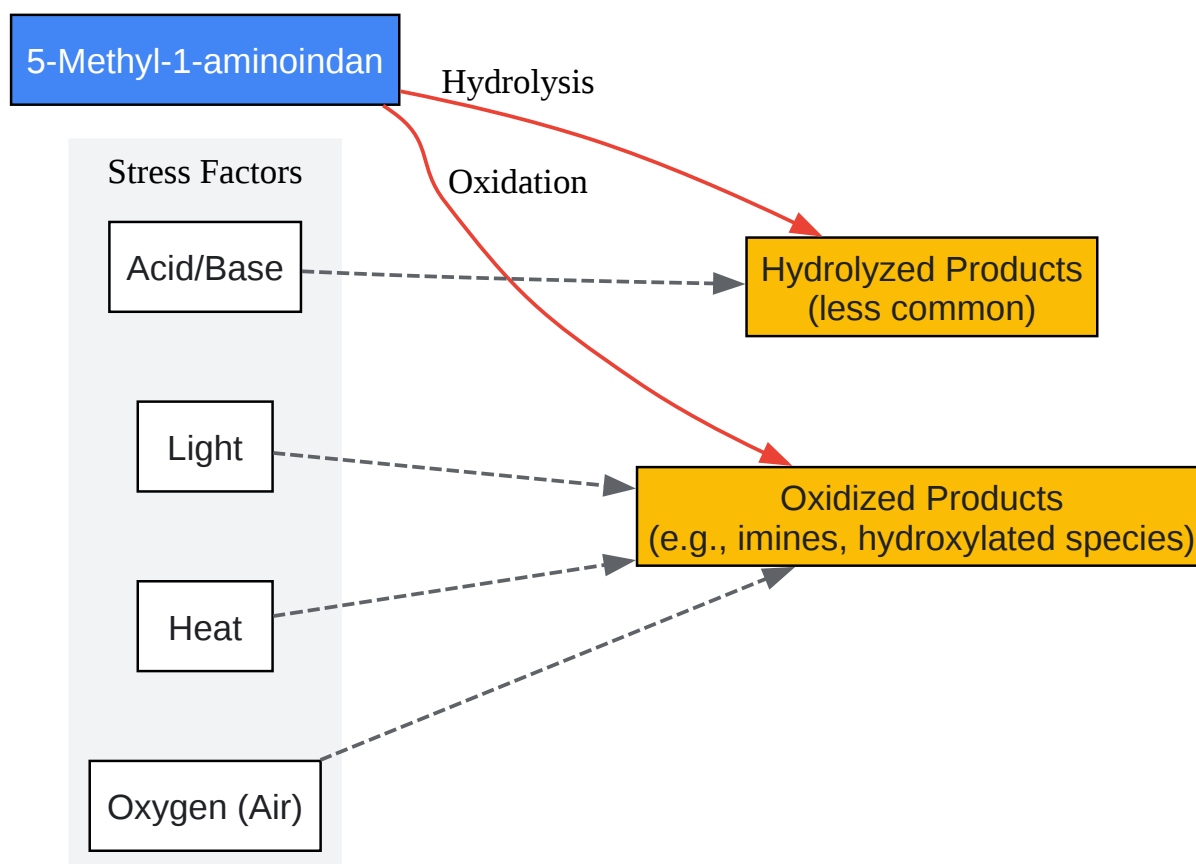 5-Methyl-1-aminoindan
Hydrolysis
Stress Factors
Oxidation
Acid/Base
Hydrolyzed Products
(less common)
Light
Oxidized Products
(e.g., imines, hydroxylated species)
Heat
Oxygen (Air)